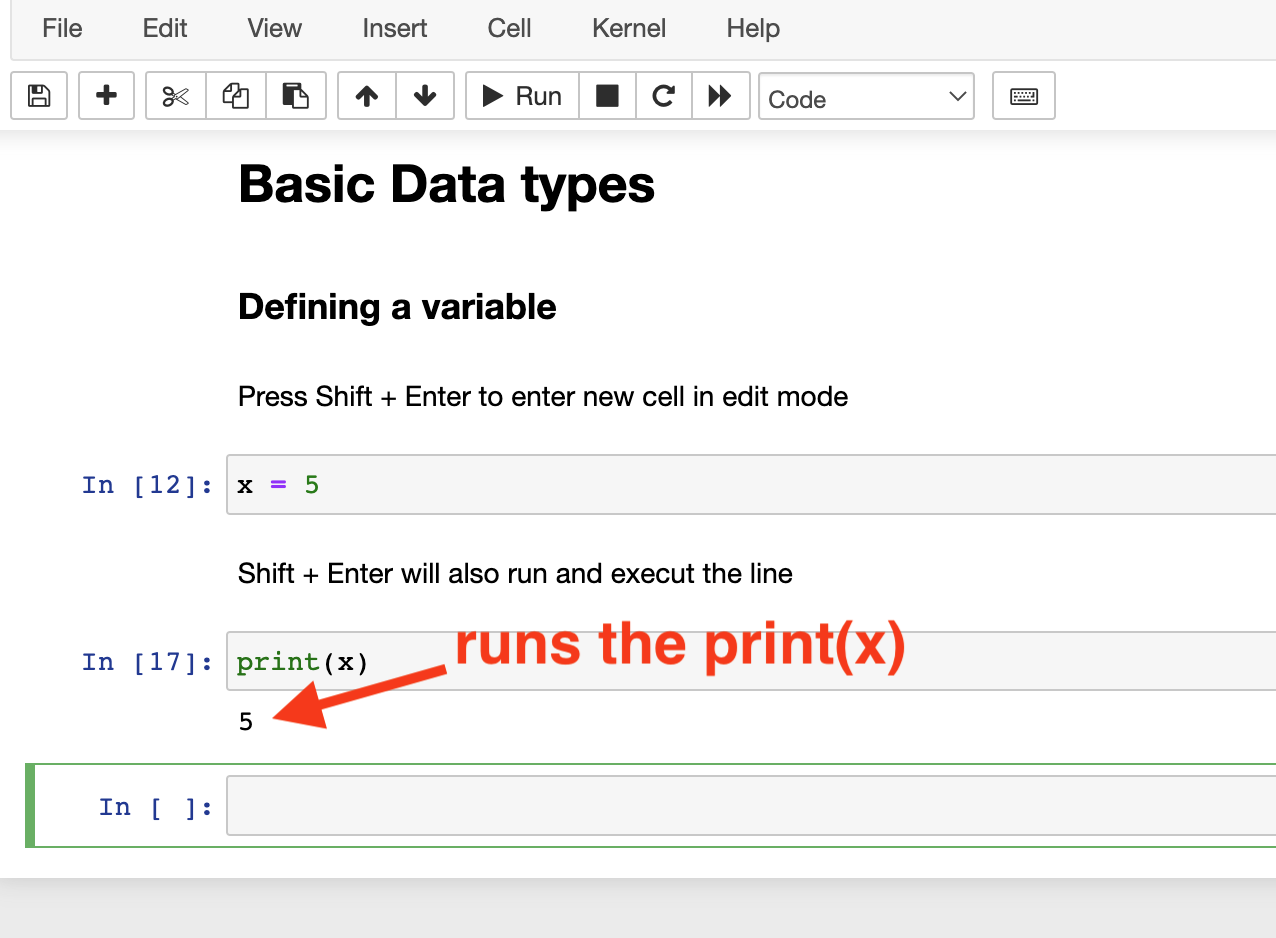 File Edit View Insert Cell Kernel Help
Run Code
Basic Data types
Defining a variable
Press Shift + Enter to enter new cell in edit mode
In [12]: x = 5
Shift + Enter will also run and execut the line
runs the print(x)
In [17]: print(x)
5
In [ ]: